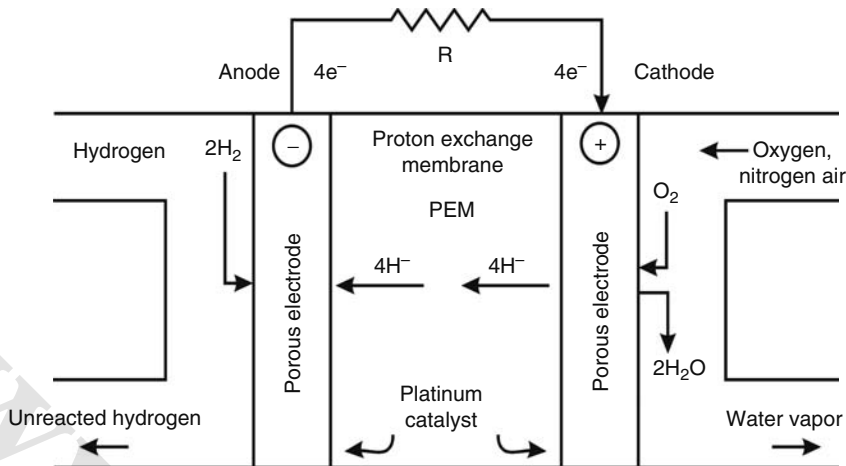 R
Anode
4e⁻
4e⁻
Cathode
Hydrogen
2H₂
−
Proton exchange
membrane
+
Oxygen,
nitrogen air
PEM
O₂
Porous electrode
4H⁻
4H⁻
Porous electrode
2H₂O
Platinum
catalyst
Unreacted hydrogen
Water vapor